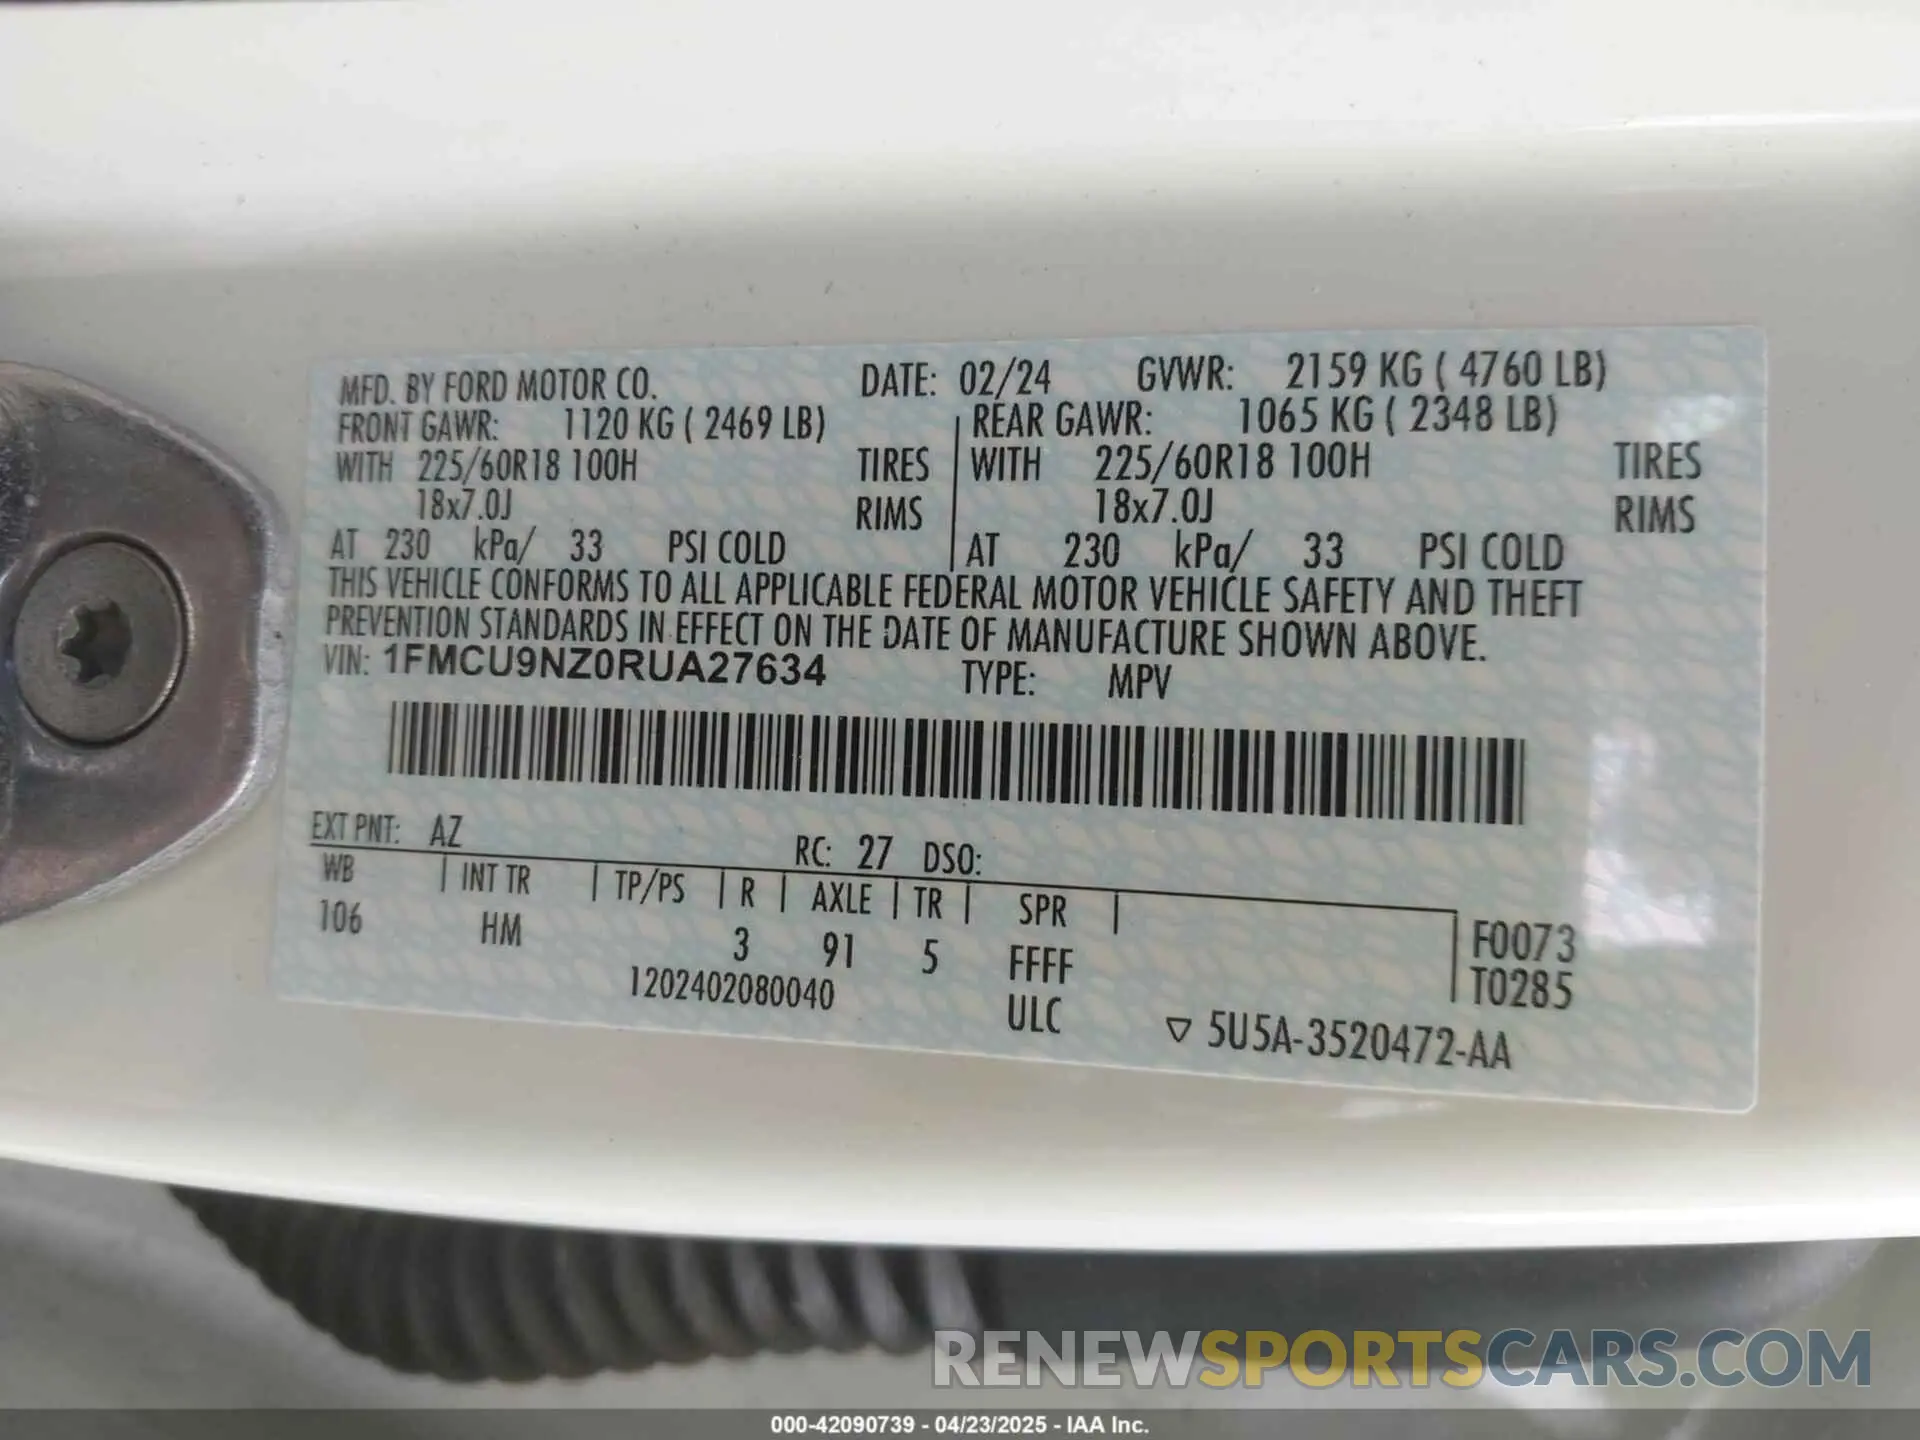 MFD. BY FORD MOTOR CO. DATE: 02/24 GVWR: 2159 KG ( 4760 LB)
FRONT GAWR: 1120 KG ( 2469 LB) REAR GAWR: 1065 KG ( 2348 LB)
WITH 225/60R18 100H TIRES WITH 225/60R18 100H TIRES
18x7.0J RIMS 18x7.0J RIMS
AT 230 kPa/ 33 PSI COLD AT 230 kPa/ 33 PSI COLD
THIS VEHICLE CONFORMS TO ALL APPLICABLE FEDERAL MOTOR VEHICLE SAFETY AND THEFT
PREVENTION STANDARDS IN EFFECT ON THE DATE OF MANUFACTURE SHOWN ABOVE.
VIN: 1FMCU9NZ0RUA27634 TYPE: MPV
EXT PNT: AZ RC: 27 DSO:
WB INT TR TP/PS R AXLE TR SPR
106 HM 3 91 5 FFFF F0073
1202402080040 ULC T0285
5U5A-3520472-AA
RENEWSPORTSCARS.COM
000-42090739 - 04/23/2025 - IAA Inc.